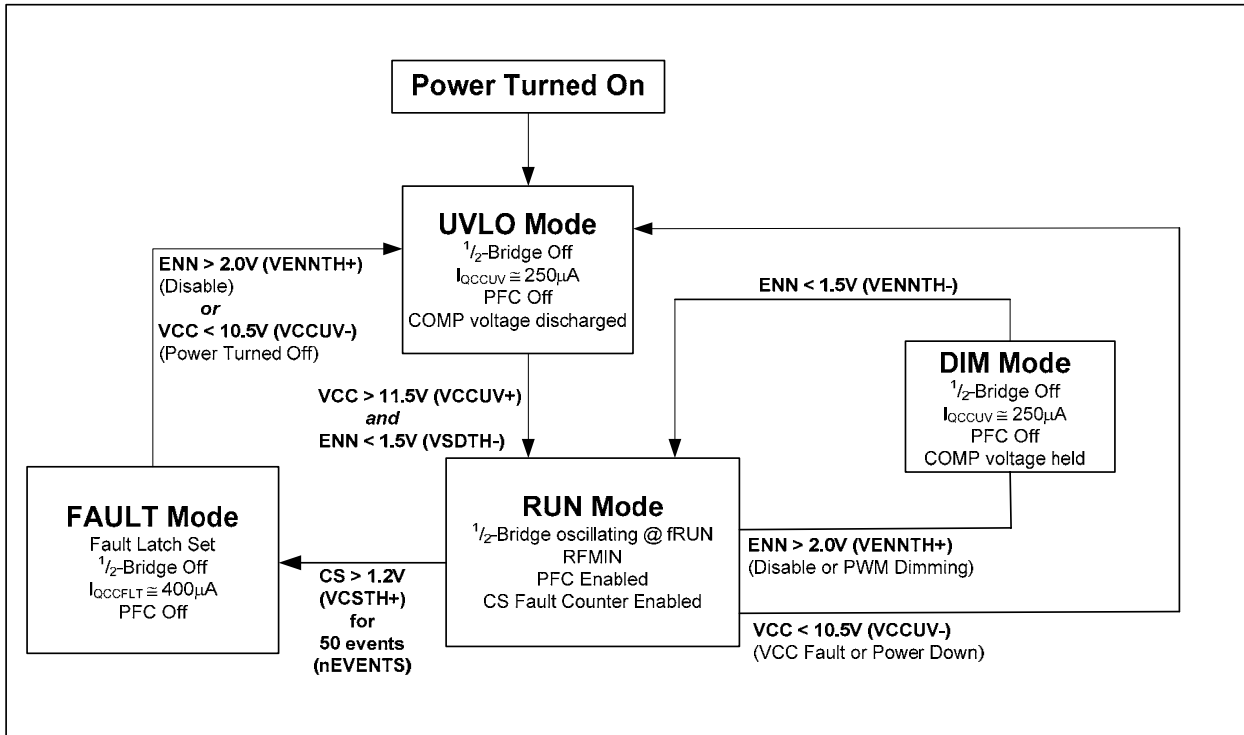 Power Turned On
UVLO Mode
1/2-Bridge Off
IQCCUV ≅ 250µA
PFC Off
COMP voltage discharged
ENN > 2.0V (VENNTH+)
(Disable)
or
VCC < 10.5V (VCCUV-)
(Power Turned Off)
ENN < 1.5V (VENNTH-)
DIM Mode
1/2-Bridge Off
IQCCUV ≅ 250µA
PFC Off
COMP voltage held
VCC > 11.5V (VCCUV+)
and
ENN < 1.5V (VSDTH-)
FAULT Mode
Fault Latch Set
1/2-Bridge Off
IQCCFLT ≅ 400µA
PFC Off
CS > 1.2V
(VCSTH+)
for
50 events
(nEVENTS)
RUN Mode
1/2-Bridge oscillating @ fRUN
RFMIN
PFC Enabled
CS Fault Counter Enabled
ENN > 2.0V (VENNTH+)
(Disable or PWM Dimming)
VCC < 10.5V (VCCUV-)
(VCC Fault or Power Down)